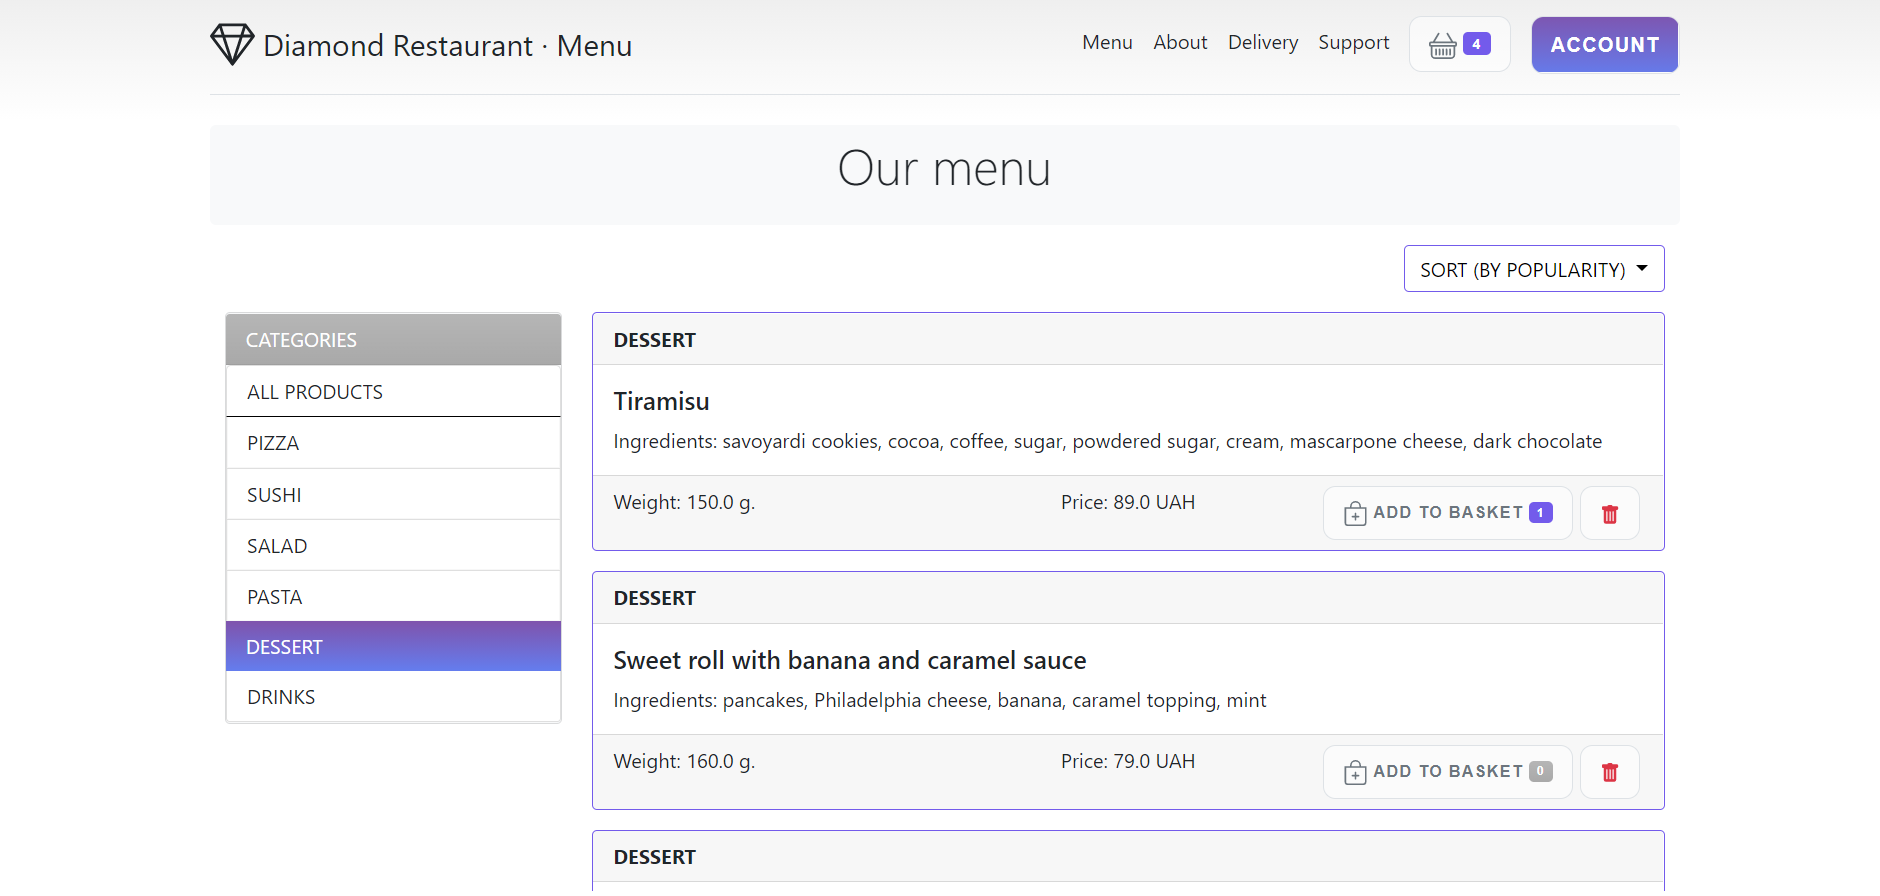 Diamond Restaurant · Menu
Menu About Delivery Support 4 ACCOUNT
Our menu
SORT (BY POPULARITY)
CATEGORIES
ALL PRODUCTS
PIZZA
SUSHI
SALAD
PASTA
DESSERT
DRINKS
DESSERT
Tiramisu
Ingredients: savoyardi cookies, cocoa, coffee, sugar, powdered sugar, cream, mascarpone cheese, dark chocolate
Weight: 150.0 g. Price: 89.0 UAH ADD TO BASKET 1
DESSERT
Sweet roll with banana and caramel sauce
Ingredients: pancakes, Philadelphia cheese, banana, caramel topping, mint
Weight: 160.0 g. Price: 79.0 UAH ADD TO BASKET 0
DESSERT